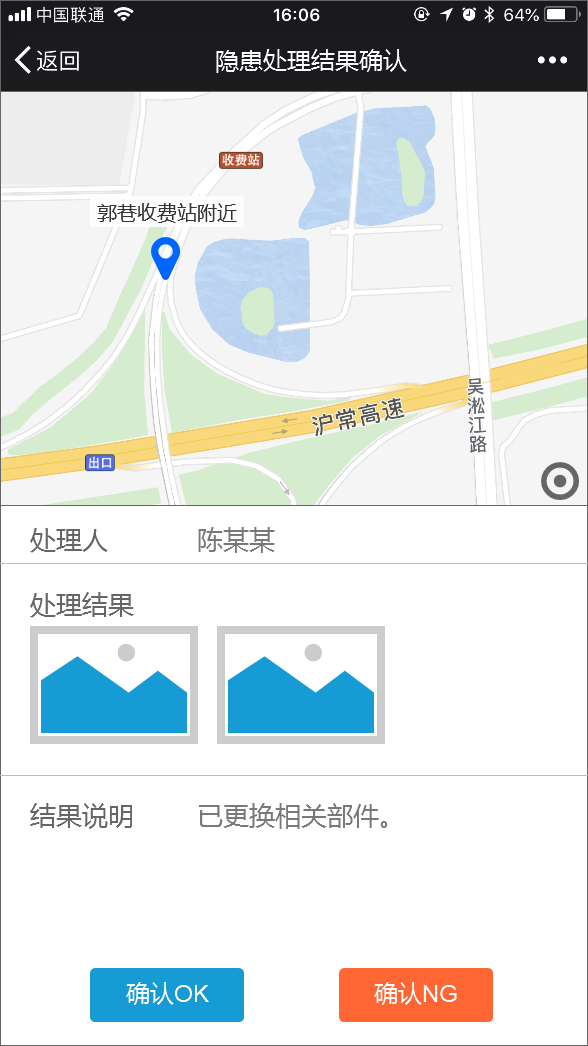 中国联通 16:06 64%
返回 隐患处理结果确认
收费站
郭巷收费站附近
沪常高速
吴淞江路
出口
处理人 陈某某
处理结果
结果说明 已更换相关部件。
确认OK 确认NG